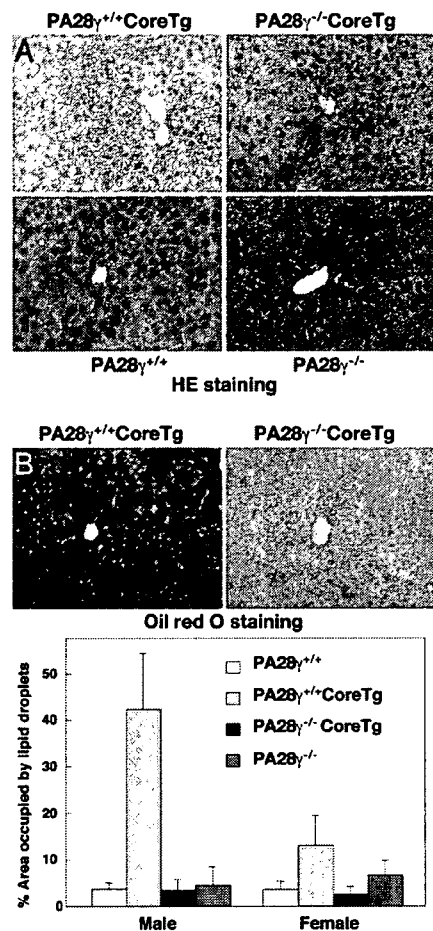 PA28γ+/+CoreTg PA28γ-/-CoreTg
A
PA28γ+/+ PA28γ-/-
HE staining
PA28γ+/+CoreTg PA28γ-/-CoreTg
B
Oil red O staining
% Area occupied by lipid droplets
50
40
30
20
10
0
PA28γ+/+
PA28γ+/+CoreTg
PA28γ-/-CoreTg
PA28γ-/-
Male Female